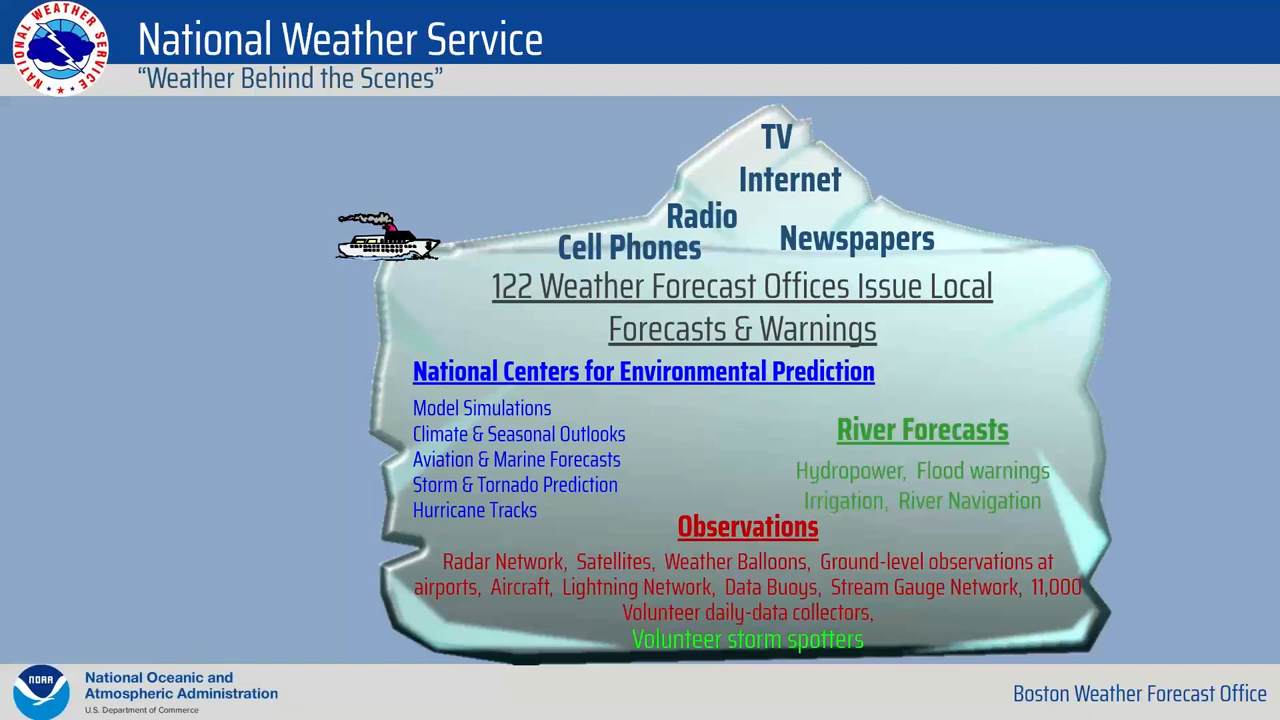 National Weather Service
“Weather Behind the Scenes”
NATIONAL WEATHER SERVICE
TV
Internet
Radio
Cell Phones
Newspapers
122 Weather Forecast Offices Issue Local
Forecasts & Warnings
National Centers for Environmental Prediction
Model Simulations
Climate & Seasonal Outlooks
Aviation & Marine Forecasts
Storm & Tornado Prediction
Hurricane Tracks
River Forecasts
Hydropower, Flood warnings
Irrigation, River Navigation
Observations
Radar Network, Satellites, Weather Balloons, Ground-level observations at
airports, Aircraft, Lightning Network, Data Buoys, Stream Gauge Network, 11,000
Volunteer daily-data collectors,
Volunteer storm spotters
NOAA
National Oceanic and
Atmospheric Administration
U.S. Department of Commerce
Boston Weather Forecast Office